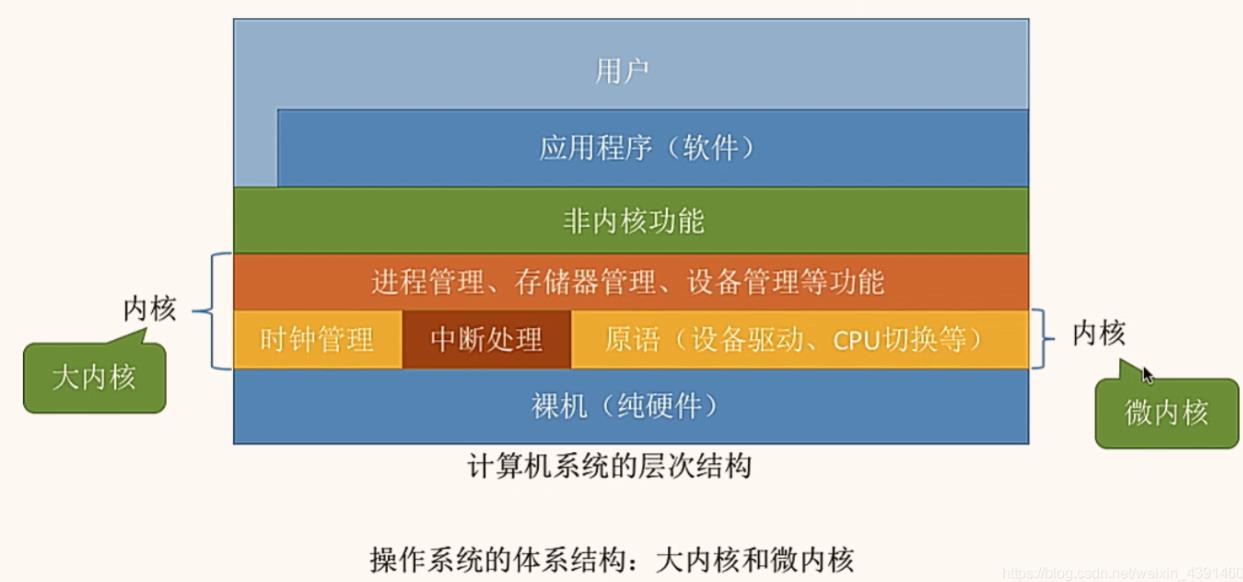 用户
应用程序（软件）
非内核功能
进程管理、存储器管理、设备管理等功能
内核
大内核
时钟管理
中断处理
原语（设备驱动、CPU切换等）
内核
微内核
裸机（纯硬件）
计算机系统的层次结构
操作系统的体系结构：大内核和微内核
https://blog.csdn.net/weixin_4391460